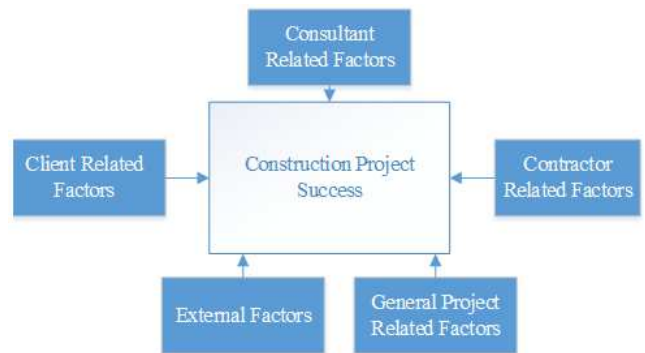 Consultant
Related Factors
Client Related
Factors
Construction Project
Success
Contractor
Related Factors
External Factors
General Project
Related Factors